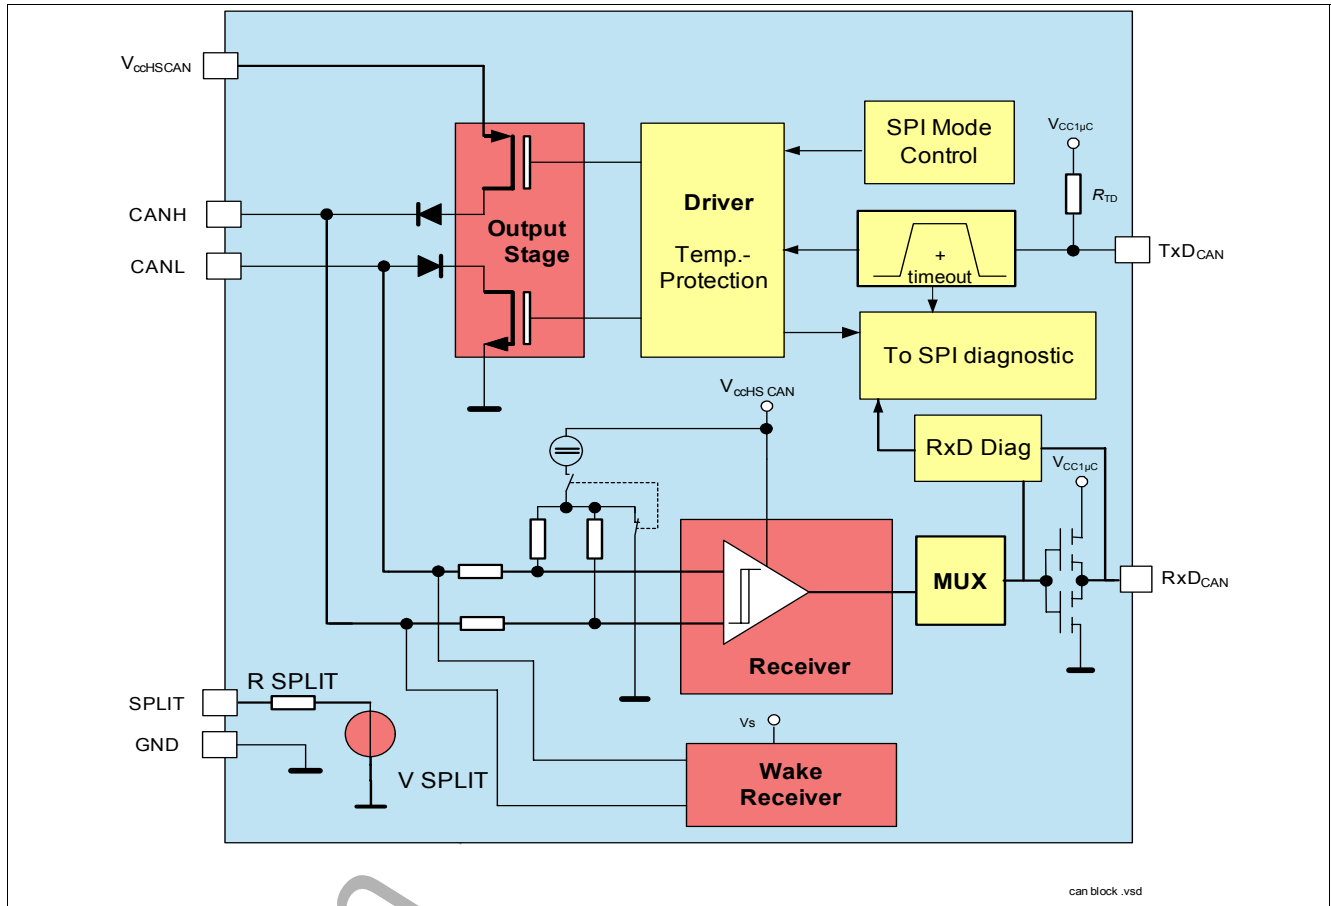 VccHSCAN
SPI Mode
Control
VCC1µC
RTD
CANH
Driver
Output
Stage
CANL
Temp.-
Protection
+
timeout
TxDCAN
To SPI diagnostic
VccHS CAN
RxD Diag
VCC1µC
MUX
RxDCAN
Receiver
R SPLIT
SPLIT
GND
V SPLIT
Vs
Wake
Receiver
can block .vsd